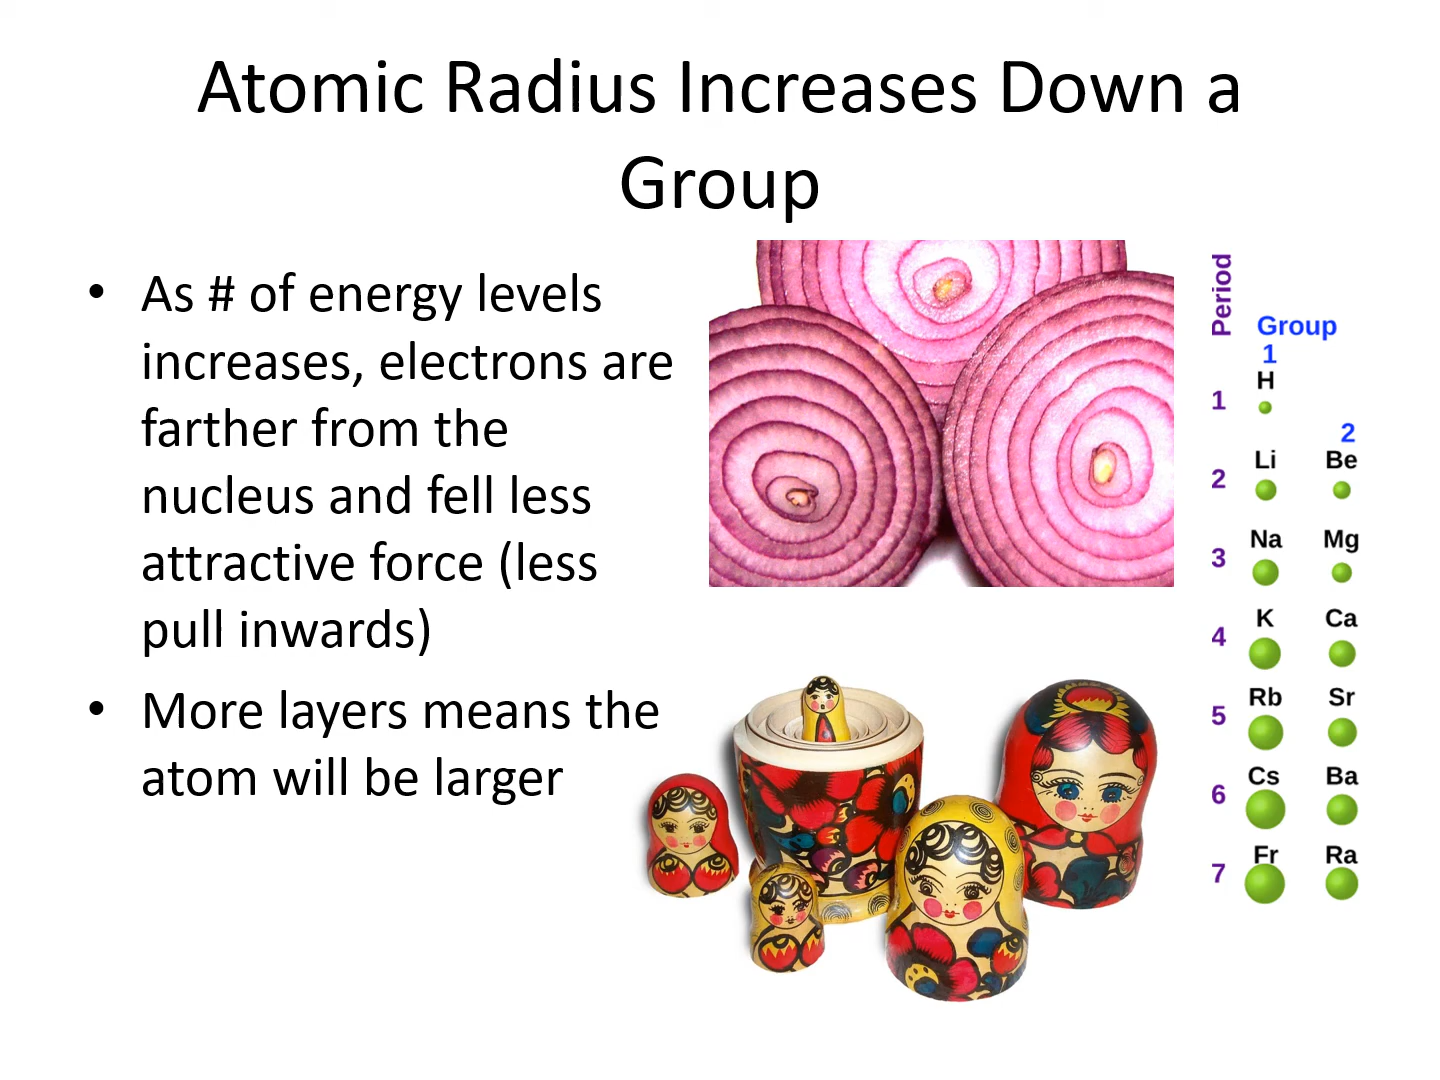 Atomic Radius Increases Down a
Group
• As # of energy levels
increases, electrons are
farther from the
nucleus and fell less
attractive force (less
pull inwards)
• More layers means the
atom will be larger
Period
Group
1
H
1
2
Li Be
2
Na Mg
3
K Ca
4
Rb Sr
5
Cs Ba
6
Fr Ra
7